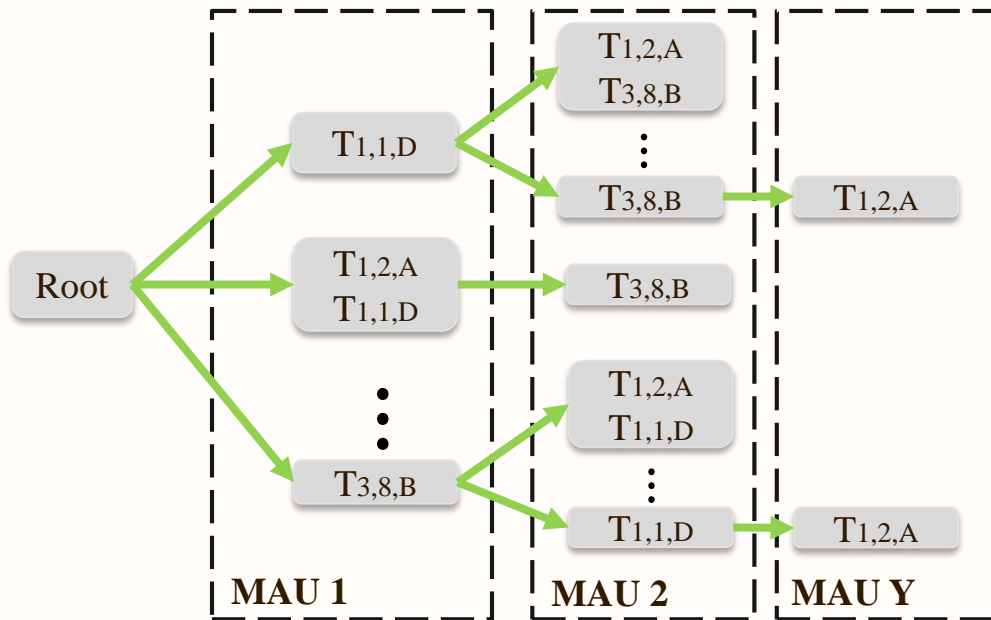 Root
T1,1,D
T1,2,A
T1,1,D
T3,8,B
MAU 1
T1,2,A
T3,8,B
T3,8,B
T3,8,B
T1,2,A
T1,1,D
T1,1,D
MAU 2
T1,2,A
T1,2,A
MAU Y